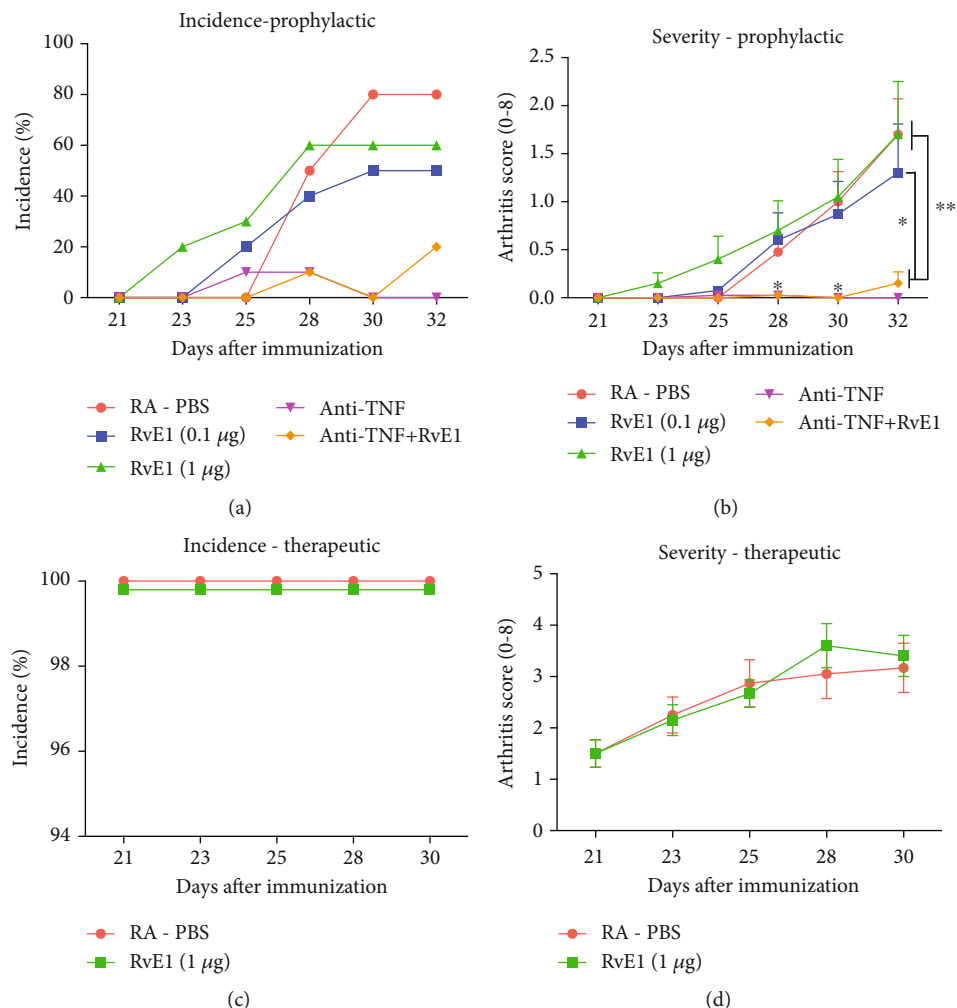 Incidence-prophylactic
100
80
60
40
20
0
Incidence (%)
21 23 25 28 30 32
Days after immunization
RA - PBS
RvE1 (0.1 μg)
RvE1 (1 μg)
Anti-TNF
Anti-TNF+RvE1
(a)
Severity - prophylactic
2.5
2.0
1.5
1.0
0.5
0.0
Arthritis score (0-8)
* *
*
**
21 23 25 28 30 32
Days after immunization
RA - PBS
RvE1 (0.1 μg)
RvE1 (1 μg)
Anti-TNF
Anti-TNF+RvE1
(b)
Incidence - therapeutic
100
98
96
94
Incidence (%)
21 23 25 28 30
Days after immunization
RA - PBS
RvE1 (1 μg)
(c)
Severity - therapeutic
5
4
3
2
1
0
Arthritis score (0-8)
21 23 25 28 30
Days after immunization
RA - PBS
RvE1 (1 μg)
(d)